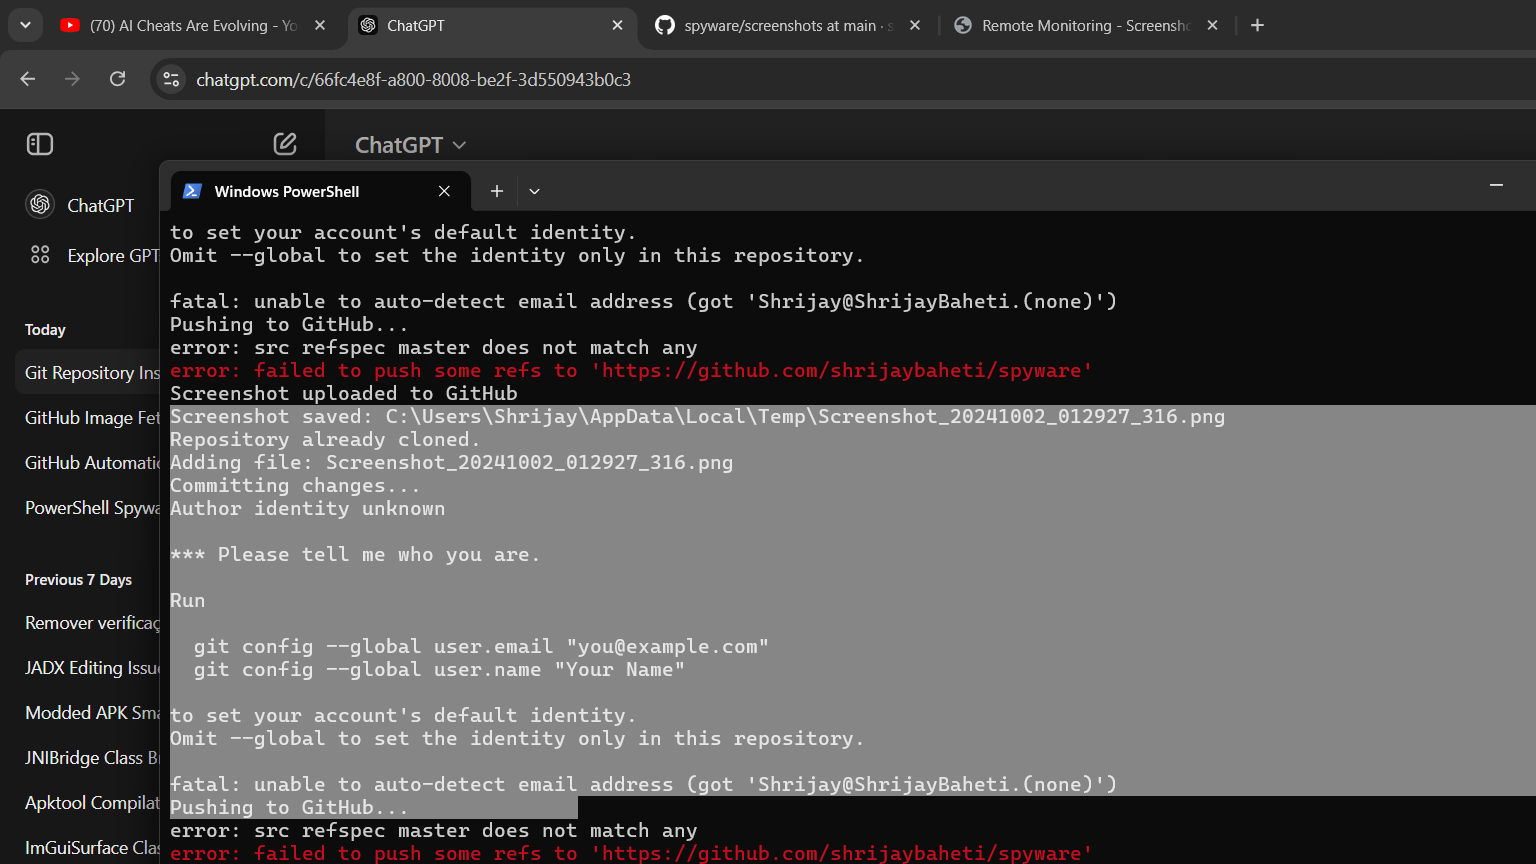 (70) AI Cheats Are Evolving - Yo
ChatGPT
spyware/screenshots at main · s
Remote Monitoring - Screensho
chatgpt.com/c/66fc4e8f-a800-8008-be2f-3d550943b0c3
ChatGPT
ChatGPT
Explore GPT
Today
Git Repository Ins
GitHub Image Fet
GitHub Automatic
PowerShell Spywa
Previous 7 Days
Remover verificaç
JADX Editing Issue
Modded APK Sma
JNIBridge Class B
Apktool Compilat
ImGuiSurface Clas
Windows PowerShell
to set your account's default identity.
Omit --global to set the identity only in this repository.
fatal: unable to auto-detect email address (got 'Shrijay@ShrijayBaheti.(none)')
Pushing to GitHub...
error: src refspec master does not match any
error: failed to push some refs to 'https://github.com/shrijaybaheti/spyware'
Screenshot uploaded to GitHub
Screenshot saved: C:\Users\Shrijay\AppData\Local\Temp\Screenshot_20241002_012927_316.png
Repository already cloned.
Adding file: Screenshot_20241002_012927_316.png
Committing changes...
Author identity unknown
*** Please tell me who you are.
Run
git config --global user.email "you@example.com"
git config --global user.name "Your Name"
to set your account's default identity.
Omit --global to set the identity only in this repository.
fatal: unable to auto-detect email address (got 'Shrijay@ShrijayBaheti.(none)')
Pushing to GitHub...
error: src refspec master does not match any
error: failed to push some refs to 'https://github.com/shrijaybaheti/spyware'